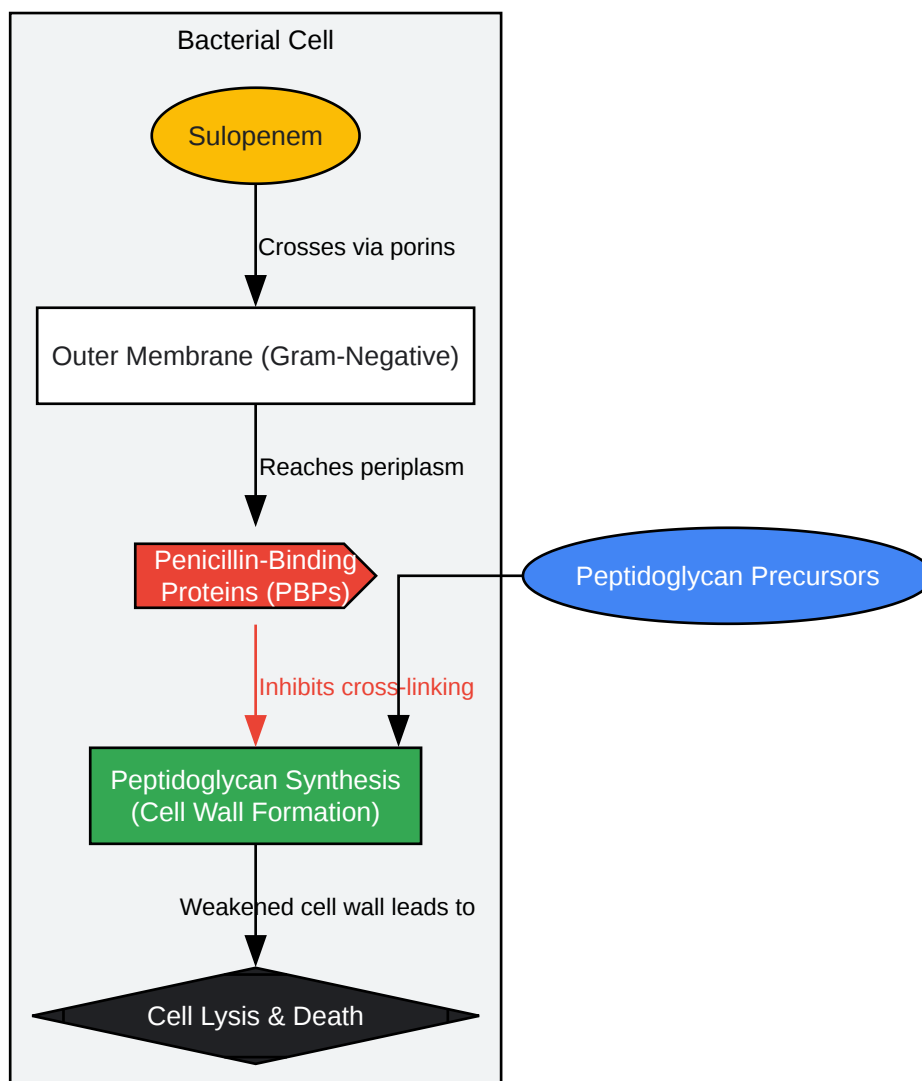 Bacterial Cell
Sulopenem
Crosses via porins
Outer Membrane (Gram-Negative)
Reaches periplasm
Penicillin-Binding
Proteins (PBPs)
Peptidoglycan Precursors
Inhibits cross-linking
Peptidoglycan Synthesis
(Cell Wall Formation)
Weakened cell wall leads to
Cell Lysis & Death